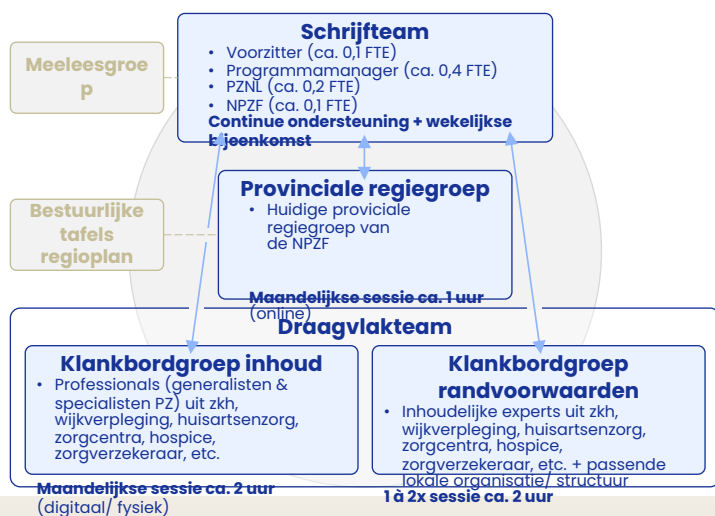 Schrijfteam
• Voorzitter (ca. 0,1 FTE)
• Programmamanager (ca. 0,4 FTE)
• PZNL (ca. 0,2 FTE)
• NPZF (ca. 0,1 FTE)
Continue ondersteuning + wekelijkse
bijeenkomst
Meeleesgroe
p
Provinciale regiegroep
• Huidige proviciale
regiegroep van
de NPZF
Maandelijkse sessie ca. 1 uur
(online)
Bestuurlijke
tafels
regioplan
Draagvlakteam
Klankbordgroep inhoud
• Professionals (generalisten &
specialisten PZ) uit zkh,
wijkverpleging, huisartsenzorg,
zorgcentra, hospice,
zorgverzekeraar, etc.
Maandelijkse sessie ca. 2 uur
(digitaal/ fysiek)
Klankbordgroep
randvoorwaarden
• Inhoudelijke experts uit zkh,
wijkverpleging, huisartsenzorg,
zorgcentra, hospice,
zorgverzekeraar, etc. + passende
lokale organisatie/ structuur
1 à 2x sessie ca. 2 uur